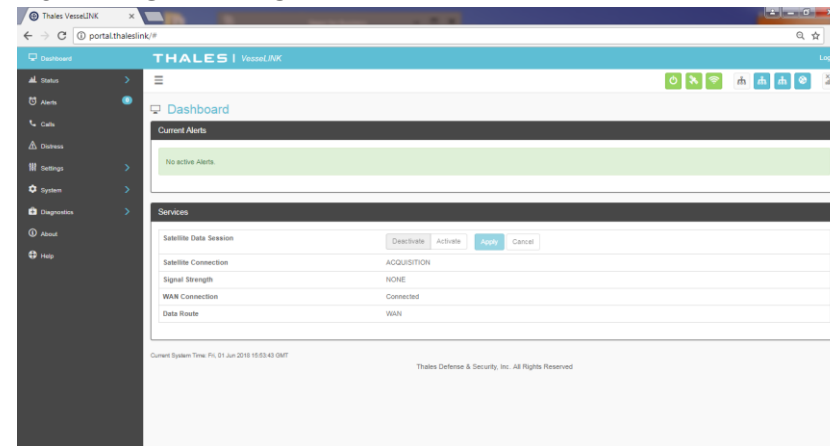 Thales VesselLINK
portal.thaleslink/#
Dashboard
THALES | VesseLINK
Log
Status
Alerts
0
Dashboard
Calls
Current Alerts
Distress
No active Alerts.
Settings
System
Diagnostics
Services
About
Satellite Data Session
Deactivate Activate Apply Cancel
Help
Satellite Connection ACQUISITION
Signal Strength NONE
WAN Connection Connected
Data Route WAN
Current System Time: Fri, 01 Jun 2018 15:53:43 GMT
Thales Defense & Security, Inc. All Rights Reserved